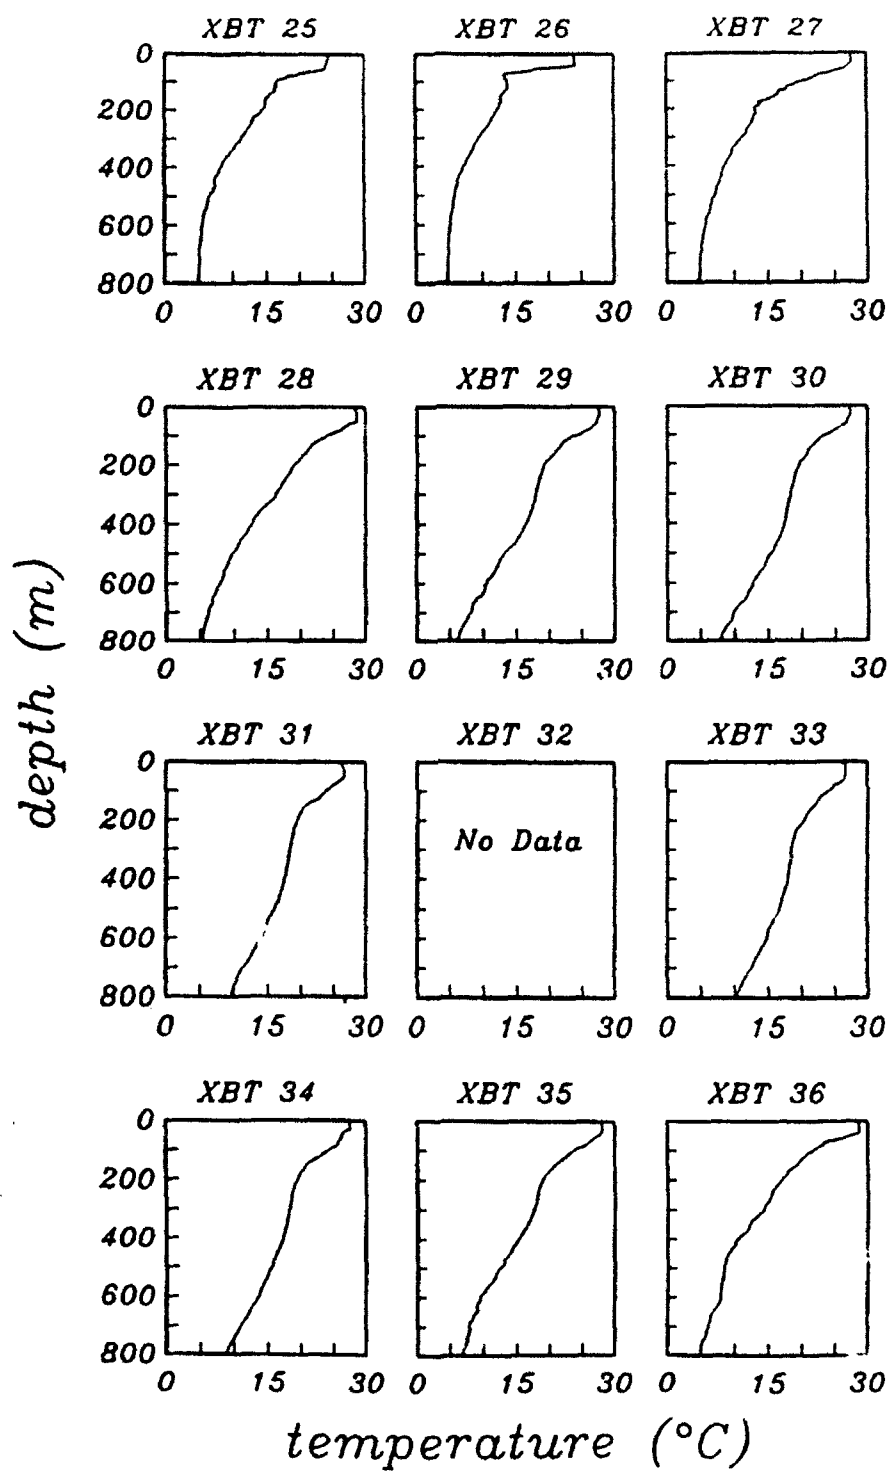 XBT 25 XBT 26 XBT 27
0
200
400
600
800
0 15 30 0 15 30 0 15 30
XBT 28 XBT 29 XBT 30
0
200
400
600
800
0 15 30 0 15 30 0 15 30
XBT 31 XBT 32 XBT 33
0
200
400
600
800
No Data
0 15 30 0 15 30 0 15 30
XBT 34 XBT 35 XBT 36
0
200
400
600
800
0 15 30 0 15 30 0 15 30
depth (m)
temperature (°C)